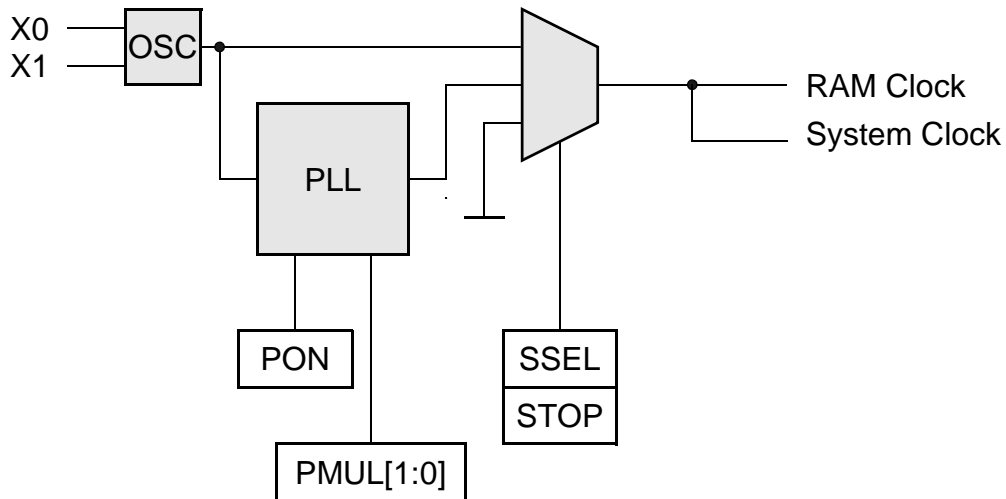 X0
X1
OSC
RAM Clock
System Clock
PLL
PON
SSEL
STOP
PMUL[1:0]